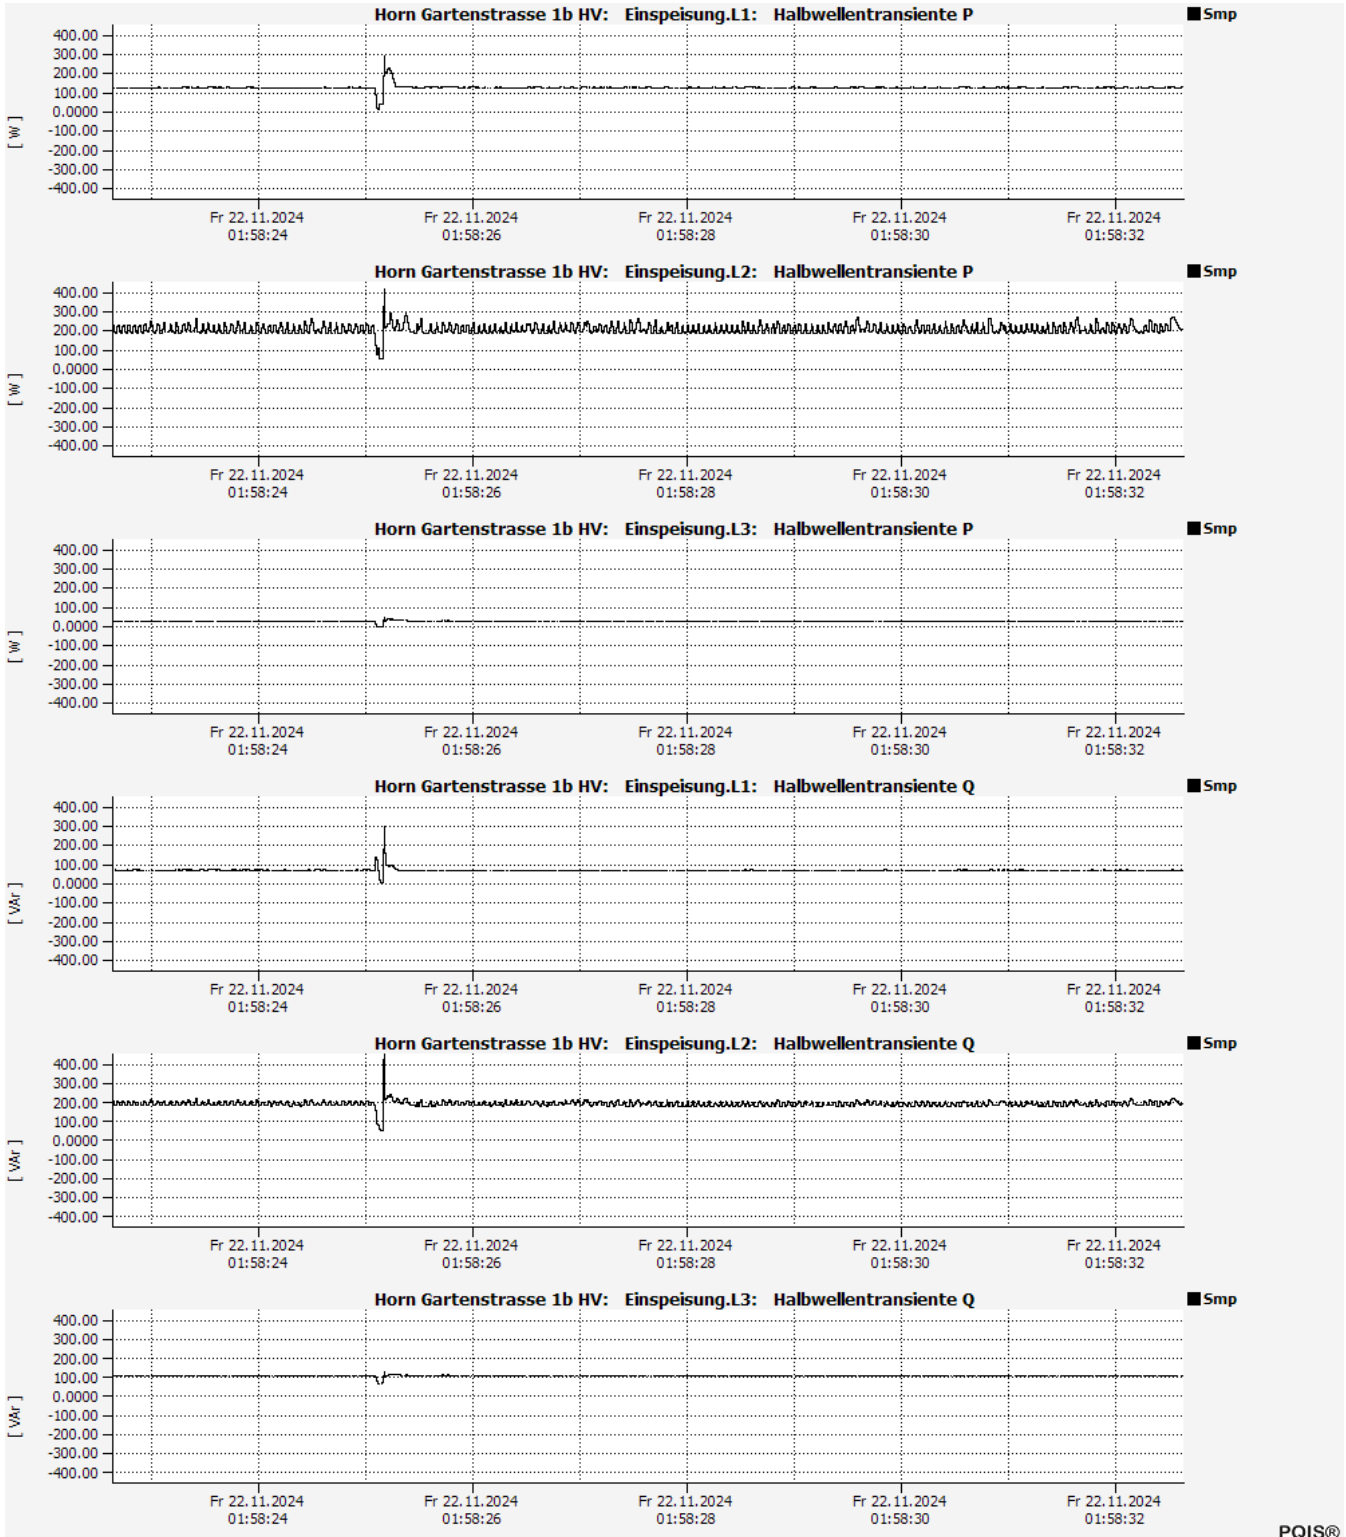 Horn Gartenstrasse 1b HV: Einspeisung.L1: Halbwellentransiente P
Smp
400.00
300.00
200.00
100.00
0.0000
-100.00
-200.00
-300.00
-400.00
[ W ]
Fr 22.11.2024 Fr 22.11.2024 Fr 22.11.2024 Fr 22.11.2024 Fr 22.11.2024
01:58:24 01:58:26 01:58:28 01:58:30 01:58:32
Horn Gartenstrasse 1b HV: Einspeisung.L2: Halbwellentransiente P
Smp
400.00
300.00
200.00
100.00
0.0000
-100.00
-200.00
-300.00
-400.00
[ W ]
Fr 22.11.2024 Fr 22.11.2024 Fr 22.11.2024 Fr 22.11.2024 Fr 22.11.2024
01:58:24 01:58:26 01:58:28 01:58:30 01:58:32
Horn Gartenstrasse 1b HV: Einspeisung.L3: Halbwellentransiente P
Smp
400.00
300.00
200.00
100.00
0.0000
-100.00
-200.00
-300.00
-400.00
[ W ]
Fr 22.11.2024 Fr 22.11.2024 Fr 22.11.2024 Fr 22.11.2024 Fr 22.11.2024
01:58:24 01:58:26 01:58:28 01:58:30 01:58:32
Horn Gartenstrasse 1b HV: Einspeisung.L1: Halbwellentransiente Q
Smp
400.00
300.00
200.00
100.00
0.0000
-100.00
-200.00
-300.00
-400.00
[ VAr ]
Fr 22.11.2024 Fr 22.11.2024 Fr 22.11.2024 Fr 22.11.2024 Fr 22.11.2024
01:58:24 01:58:26 01:58:28 01:58:30 01:58:32
Horn Gartenstrasse 1b HV: Einspeisung.L2: Halbwellentransiente Q
Smp
400.00
300.00
200.00
100.00
0.0000
-100.00
-200.00
-300.00
-400.00
[ VAr ]
Fr 22.11.2024 Fr 22.11.2024 Fr 22.11.2024 Fr 22.11.2024 Fr 22.11.2024
01:58:24 01:58:26 01:58:28 01:58:30 01:58:32
Horn Gartenstrasse 1b HV: Einspeisung.L3: Halbwellentransiente Q
Smp
400.00
300.00
200.00
100.00
0.0000
-100.00
-200.00
-300.00
-400.00
[ VAr ]
Fr 22.11.2024 Fr 22.11.2024 Fr 22.11.2024 Fr 22.11.2024 Fr 22.11.2024
01:58:24 01:58:26 01:58:28 01:58:30 01:58:32
PQIS®